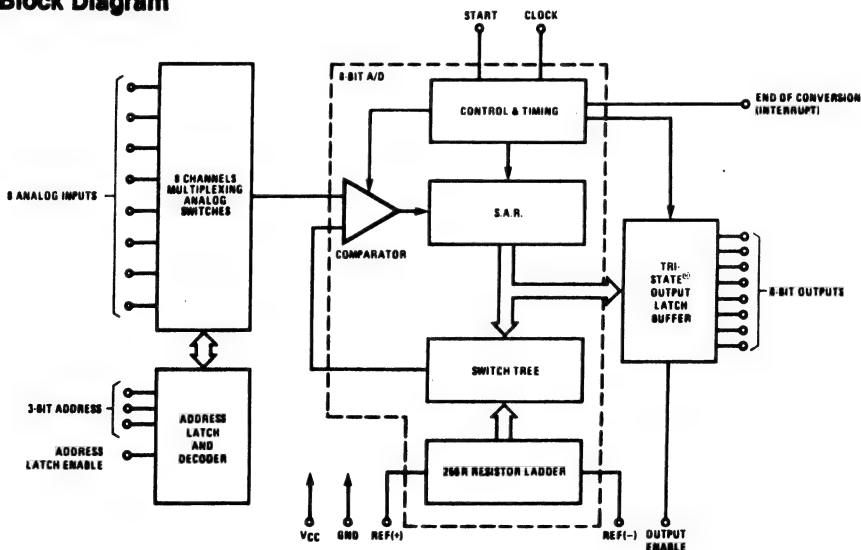 Block Diagram
START
CLOCK
8-BIT A/D
CONTROL & TIMING
END OF CONVERSION
(INTERRUPT)
8 ANALOG INPUTS
8 CHANNELS
MULTIPLEXING
ANALOG
SWITCHES
S.A.R.
COMPARATOR
TRI-
STATE®
OUTPUT
LATCH
BUFFER
8-BIT OUTPUTS
SWITCH TREE
3-BIT ADDRESS
ADDRESS
LATCH ENABLE
ADDRESS
LATCH
AND
DECODER
256R RESISTOR LADDER
VCC
GND
REF(+)
REF(−)
OUTPUT
ENABLE